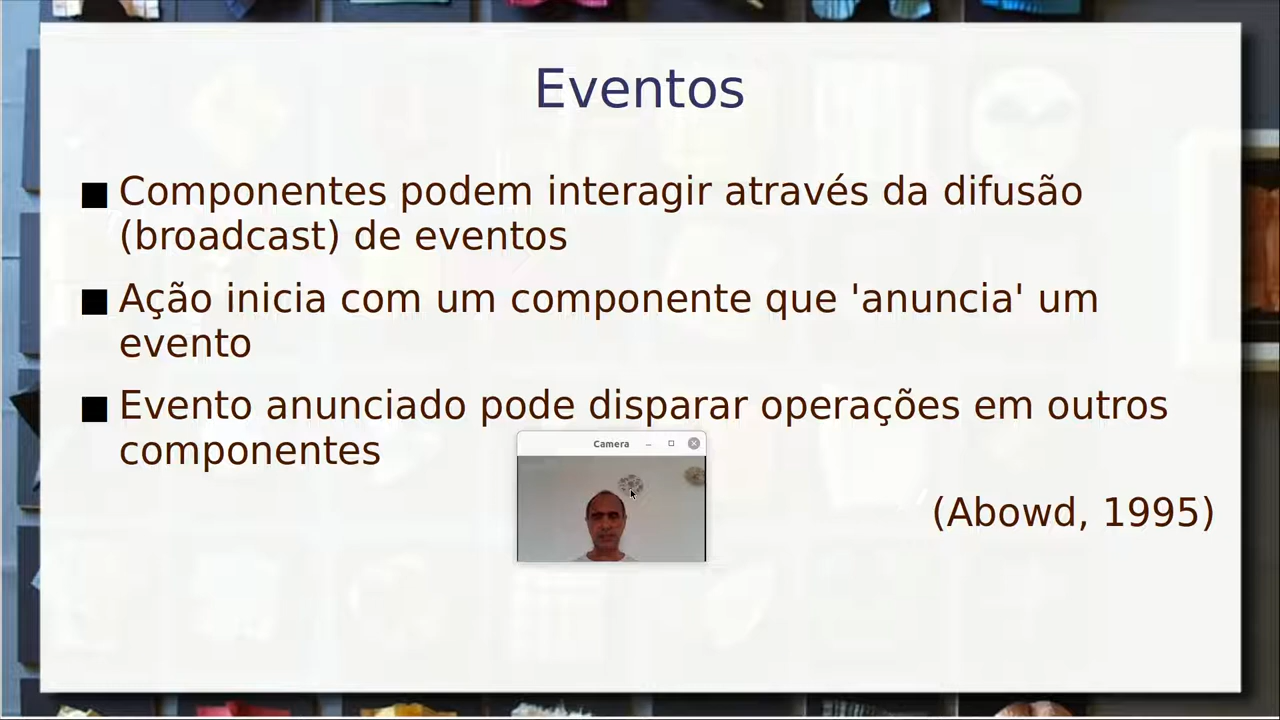 Eventos
Componentes podem interagir através da difusão
(broadcast) de eventos
Ação inicia com um componente que 'anuncia' um
evento
Evento anunciado pode disparar operações em outros
componentes
Camera
(Abowd, 1995)